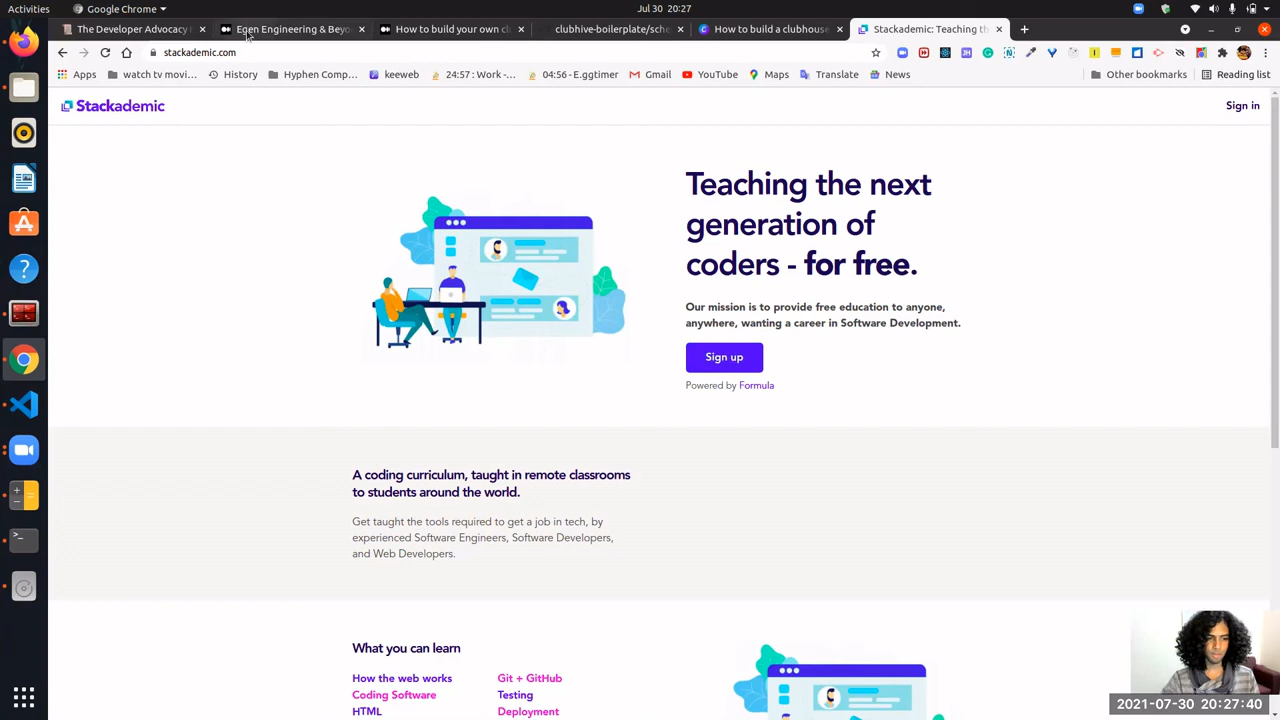 Activities
Google Chrome
Jul 30 20:27
The Developer Advocacy
Egen Engineering & Beyo
How to build your own cl
clubhive-boilerplate/sche
How to build a clubhouse
Stackademic: Teaching th
stackademic.com
Apps
watch tv movi...
History
Hyphen Comp...
keeweb
24:57 : Work -...
04:56 - E.ggtimer
Gmail
YouTube
Maps
Translate
News
Other bookmarks
Reading list
Stackademic
Sign in
Teaching the next
generation of
coders - for free.
Our mission is to provide free education to anyone,
anywhere, wanting a career in Software Development.
Sign up
Powered by Formula
A coding curriculum, taught in remote classrooms
to students around the world.
Get taught the tools required to get a job in tech, by
experienced Software Engineers, Software Developers,
and Web Developers.
What you can learn
How the web works
Git + GitHub
Coding Software
Testing
HTML
Deployment
2021-07-30 20:27:40